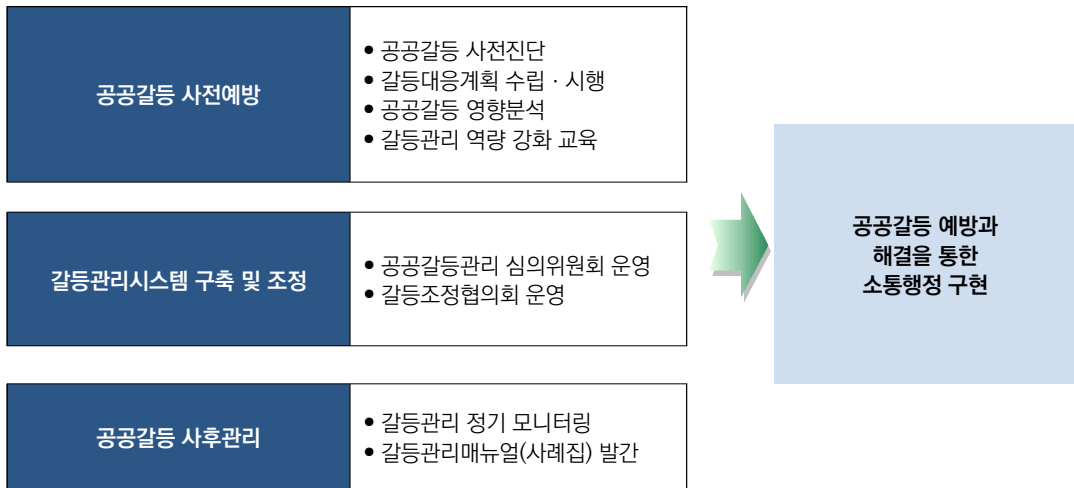 공공갈등 사전예방
• 공공갈등 사전진단
• 갈등대응계획 수립 · 시행
• 공공갈등 영향분석
• 갈등관리 역량 강화 교육
갈등관리시스템 구축 및 조정
• 공공갈등관리 심의위원회 운영
• 갈등조정협의회 운영
공공갈등 사후관리
• 갈등관리 정기 모니터링
• 갈등관리매뉴얼(사례집) 발간
공공갈등 예방과
해결을 통한
소통행정 구현